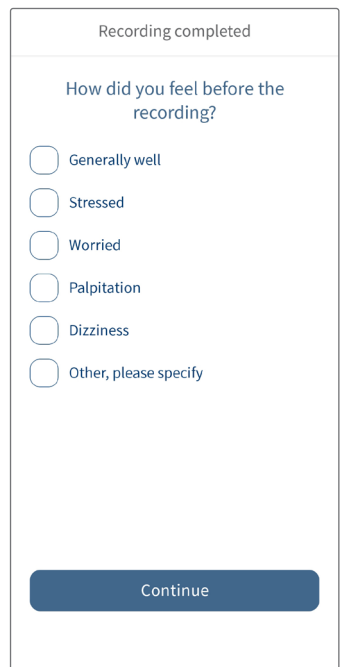 Recording completed
How did you feel before the
recording?
Generally well
Stressed
Worried
Palpitation
Dizziness
Other, please specify
Continue